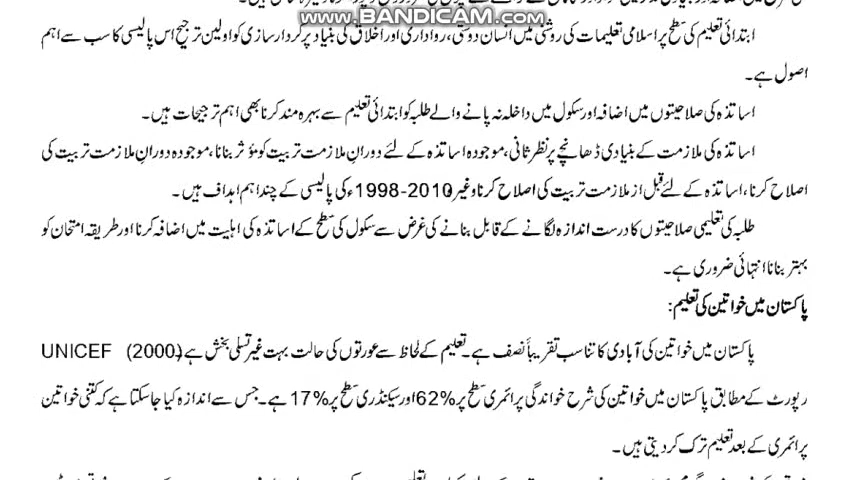 www.BANDICAM.com
ابتدائی تعلیم کی سطح پر اسلامی تعلیمات کی روشنی میں انسان دوستی، رواداری اور اخلاق کی بنیاد پر کردار سازی کو اولین ترجیح اس پالیسی کا سب سے اہم
اصول ہے۔
اساتذہ کی صلاحیتوں میں اضافہ اور سکول میں داخلہ نہ پانے والے طلبہ کو ابتدائی تعلیم سے بہرہ مند کرنا بھی اہم ترجیحات ہیں۔
اساتذہ کی ملازمت کے بنیادی ڈھانچے پر نظر ثانی، موجودہ اساتذہ کے لئے دورانِ ملازمت تربیت کو مؤثر بنانا، موجودہ دورانِ ملازمت تربیت کی
اصلاح کرنا، اساتذہ کے لئے قبل از ملازمت تربیت کی اصلاح کرنا وغیرہ 2010-1998ء کی پالیسی کے چند اہم اہداف ہیں۔
طلبہ کی تعلیمی صلاحیتوں کا درست اندازہ لگانے کے قابل بنانے کی غرض سے سکول کی سطح کے اساتذہ کی اہلیت میں اضافہ کرنا اور طریقہ امتحان کو
بہتر بنانا انتہائی ضروری ہے۔
پاکستان میں خواتین کی تعلیم:
پاکستان میں خواتین کی آبادی کا تناسب تقریباً نصف ہے۔ تعلیم کے لحاظ سے عورتوں کی حالت بہت غیر تسلی بخش ہے۔ UNICEF (2000)
رپورٹ کے مطابق پاکستان میں خواتین کی شرح خواندگی پرائمری سطح پر 62% اور سیکنڈری سطح پر 17% ہے۔ جس سے اندازہ کیا جا سکتا ہے کہ کتنی خواتین
پرائمری کے بعد تعلیم ترک کر دیتی ہیں۔